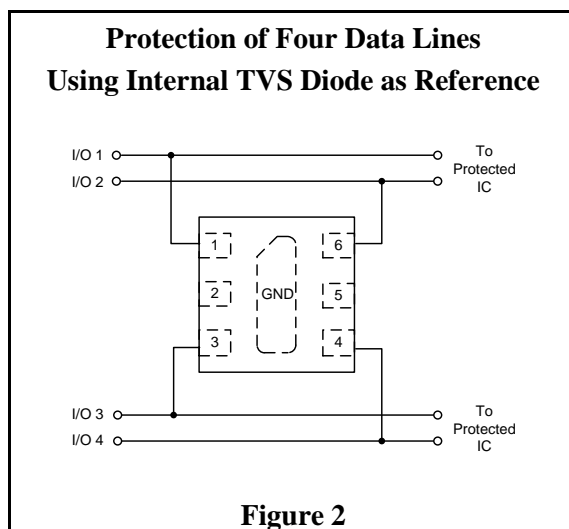 Protection of Four Data Lines
Using Internal TVS Diode as Reference
I/O 1
To
Protected
IC
I/O 2
1
6
2
GND
5
3
4
I/O 3
To
Protected
IC
I/O 4
Figure 2